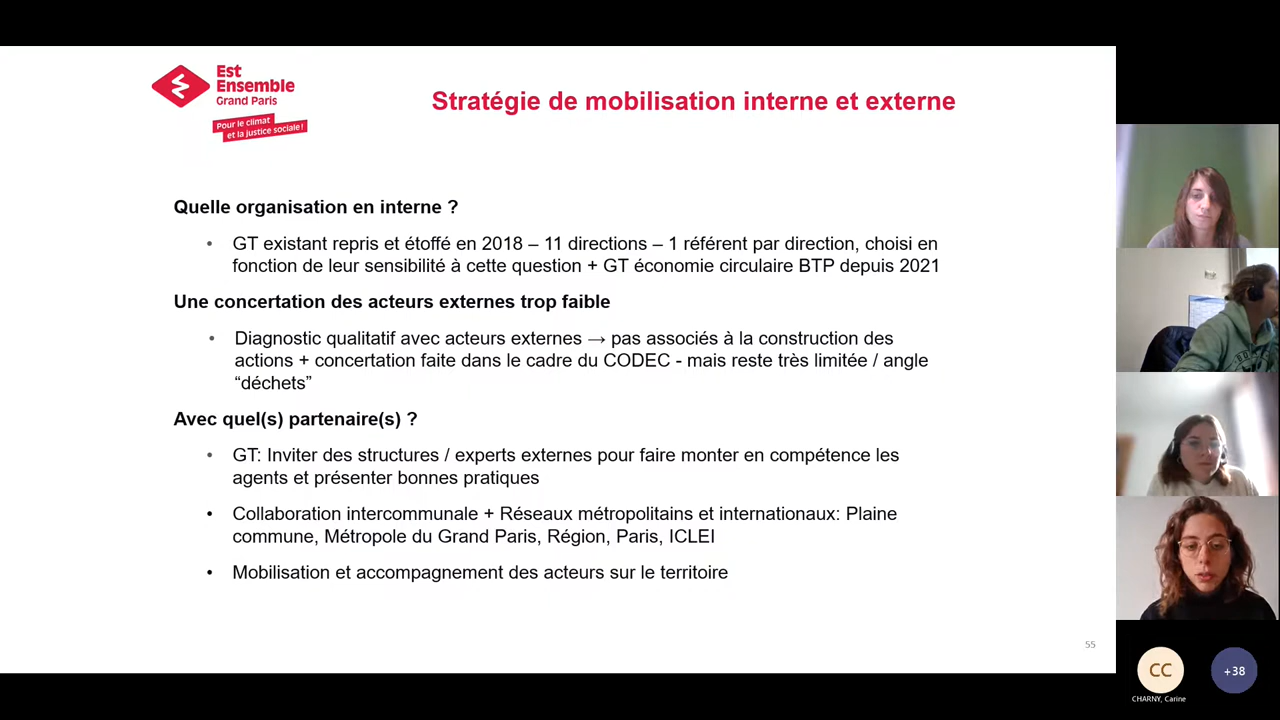 Est
Ensemble
Grand Paris
Pour le climat
et la justice sociale !
Stratégie de mobilisation interne et externe
Quelle organisation en interne ?
• GT existant repris et étoffé en 2018 – 11 directions – 1 référent par direction, choisi en
fonction de leur sensibilité à cette question + GT économie circulaire BTP depuis 2021
Une concertation des acteurs externes trop faible
• Diagnostic qualitatif avec acteurs externes → pas associés à la construction des
actions + concertation faite dans le cadre du CODEC - mais reste très limitée / angle
“déchets”
Avec quel(s) partenaire(s) ?
• GT: Inviter des structures / experts externes pour faire monter en compétence les
agents et présenter bonnes pratiques
• Collaboration intercommunale + Réseaux métropolitains et internationaux: Plaine
commune, Métropole du Grand Paris, Région, Paris, ICLEI
• Mobilisation et accompagnement des acteurs sur le territoire
55
CC
+38
CHARNY, Carine